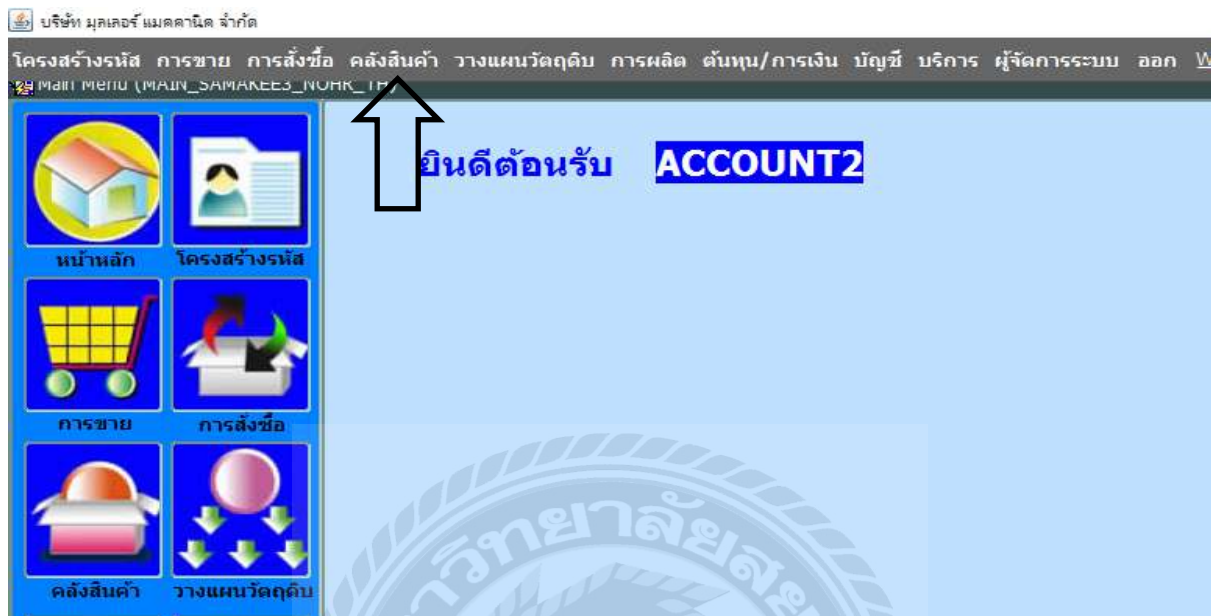 บริษัท มุลเลอร์ แมคคานิค จำกัด
โครงสร้างรหัส การขาย การสั่งซื้อ คลังสินค้า วางแผนวัตถุดิบ การผลิต ต้นทุน/การเงิน บัญชี บริการ ผู้จัดการระบบ ออก W
Main Menu (MAIN_SAMAKEE3_NOHR_TH)
ยินดีต้อนรับ ACCOUNT2
หน้าหลัก โครงสร้างรหัส
การขาย การสั่งซื้อ
คลังสินค้า วางแผนวัตถุดิบ